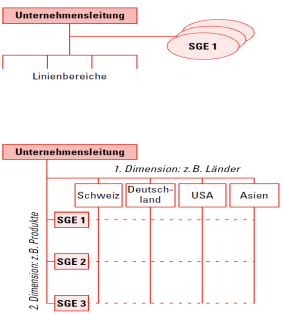 Unternehmensleitung
SGE 1
Linienbereiche
Unternehmensleitung
1. Dimension: z.B. Länder
Schweiz
Deutsch-
land
USA
Asien
2. Dimension: z.B. Produkte
SGE 1
SGE 2
SGE 3